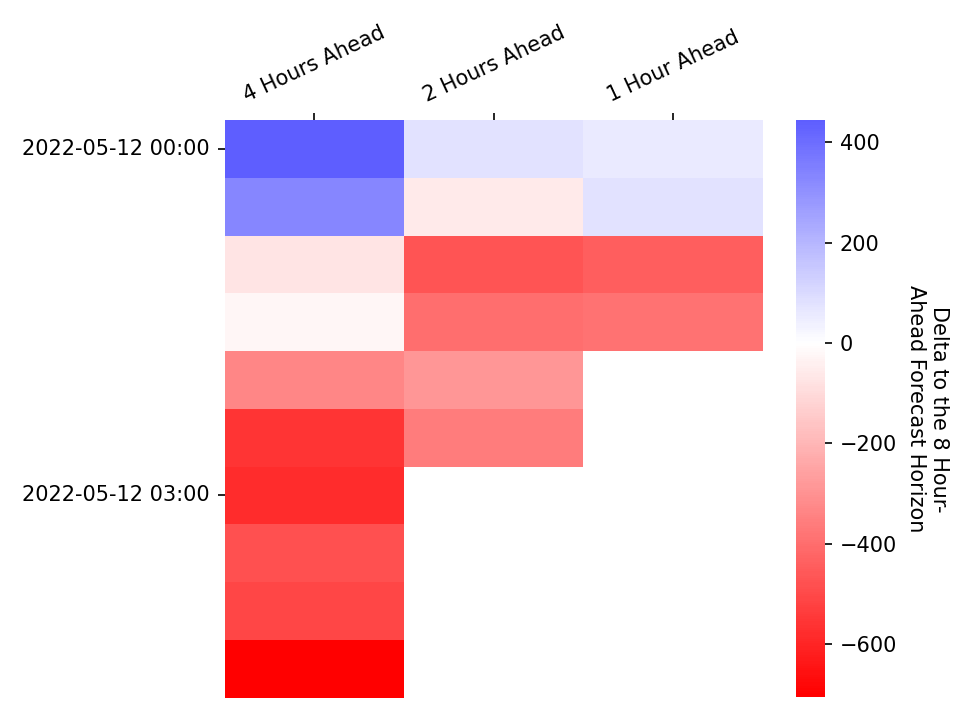 4 Hours Ahead
2 Hours Ahead
1 Hour Ahead
2022-05-12 00:00
2022-05-12 03:00
400
200
0
−200
−400
−600
Delta to the 8 Hour-
Ahead Forecast Horizon